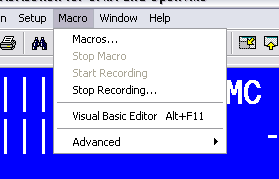 n Setup Macro Window Help
Macros...
Stop Macro
Start Recording
Stop Recording...
MC
Visual Basic Editor Alt+F11
Advanced